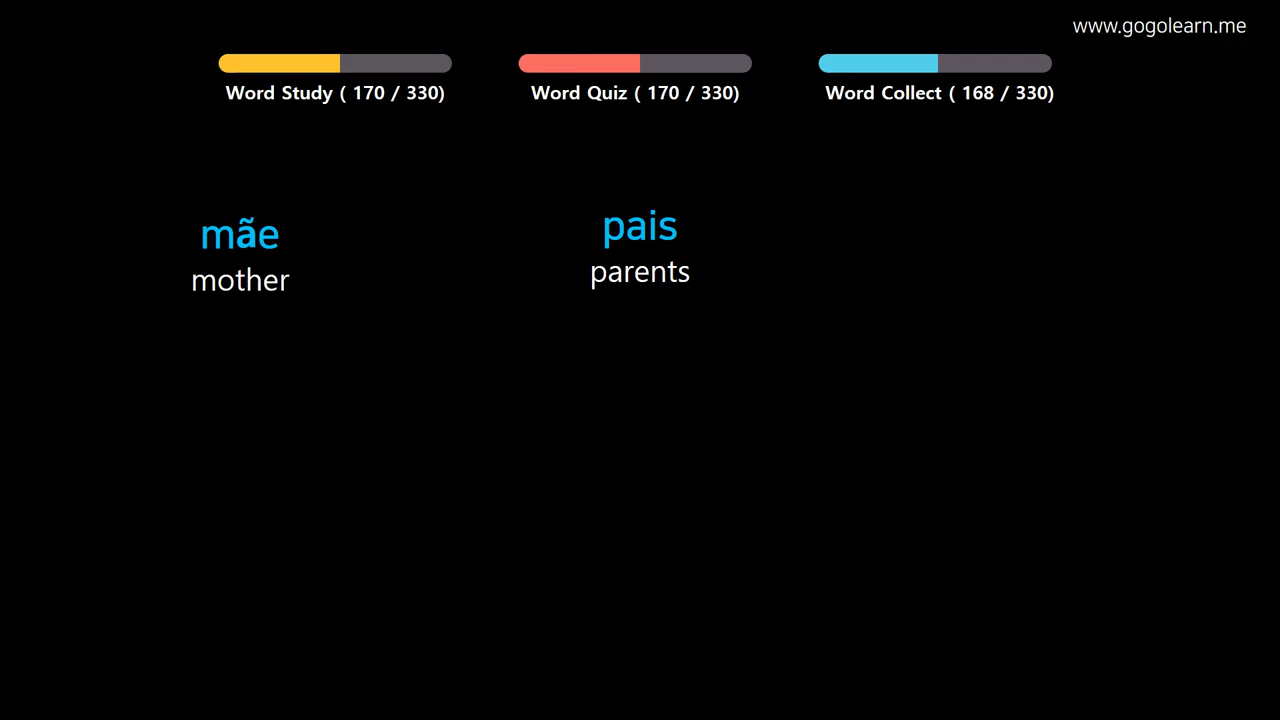 www.gogolearn.me
Word Study ( 170 / 330)
Word Quiz ( 170 / 330)
Word Collect ( 168 / 330)
mãe
mother
pais
parents